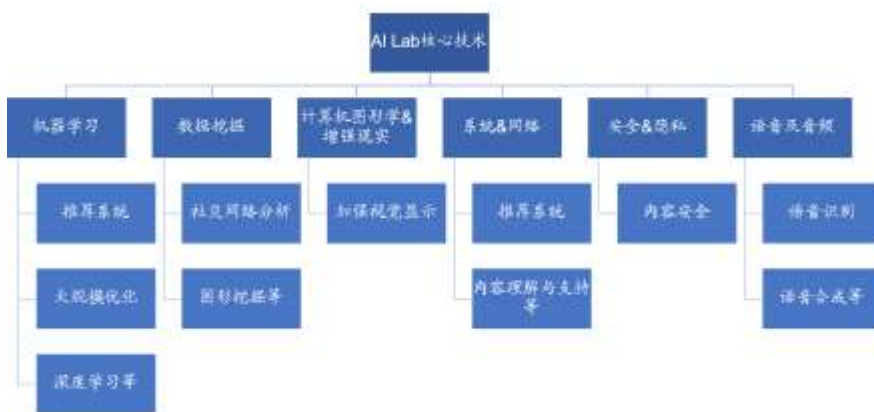 AI Lab核心技术
机器学习
数据挖掘
计算机图形学&
增强现实
系统&网络
安全&隐私
语音及音频
推荐系统
社交网络分析
加保视觉显示
推荐系统
内容安全
语音识别
大规模优化
图形挖掘等
内容理解与支持
等
语音合成等
深度学习等